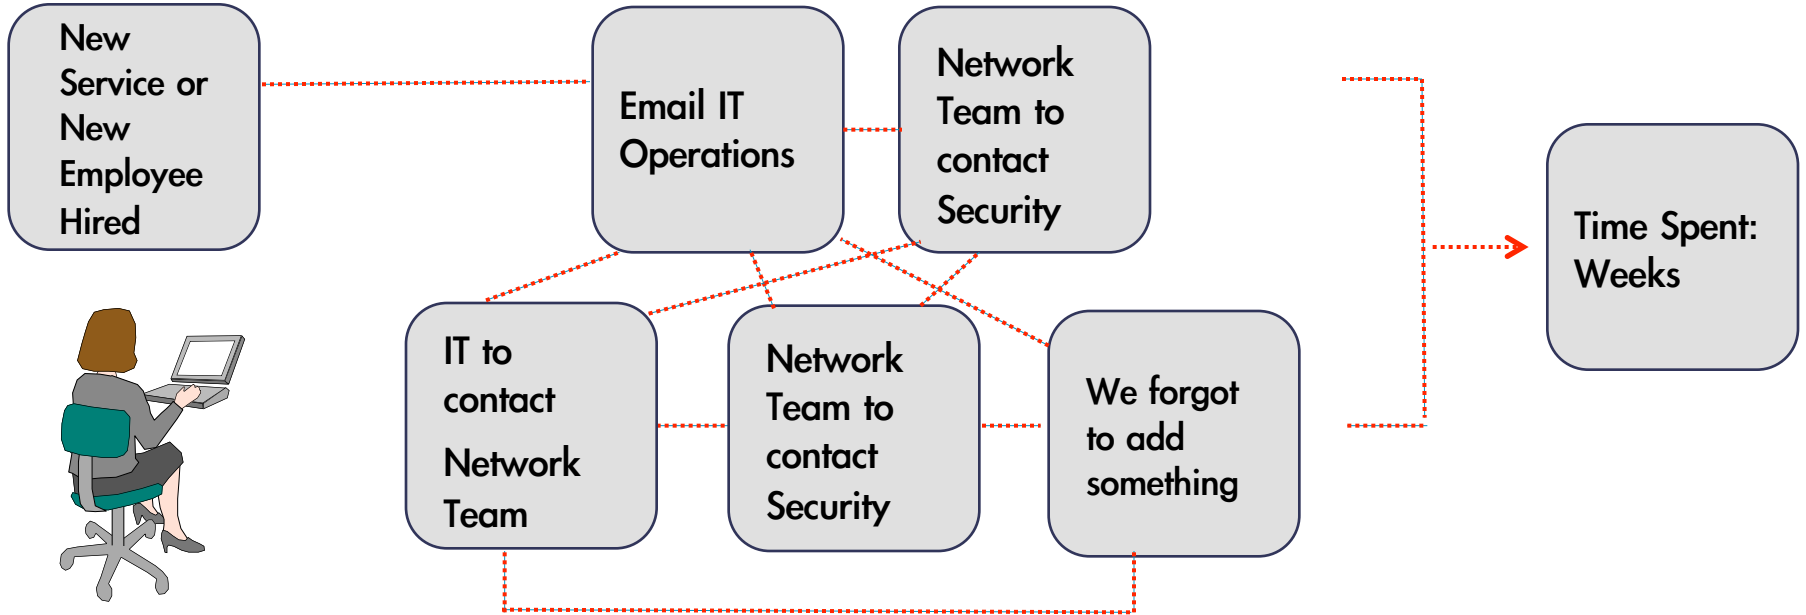 New
Service or
New
Employee
Hired
Email IT
Operations
Network
Team to
contact
Security
Time Spent:
Weeks
IT to
contact
Network
Team
Network
Team to
contact
Security
We forgot
to add
something